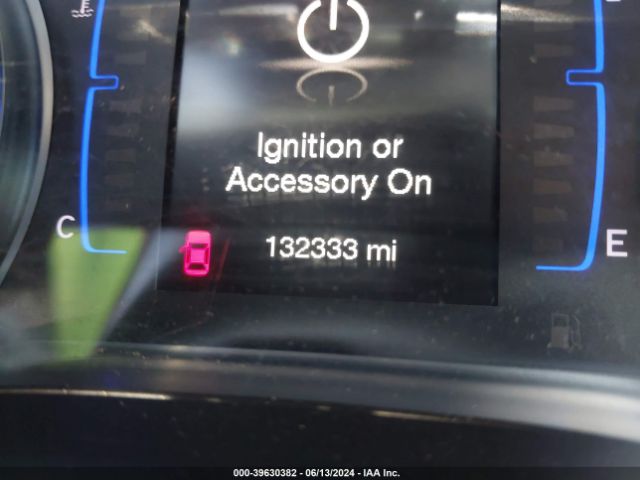 Ignition or
Accessory On
132333 mi
C
E
000-39630382 - 06/13/2024 - IAA Inc.